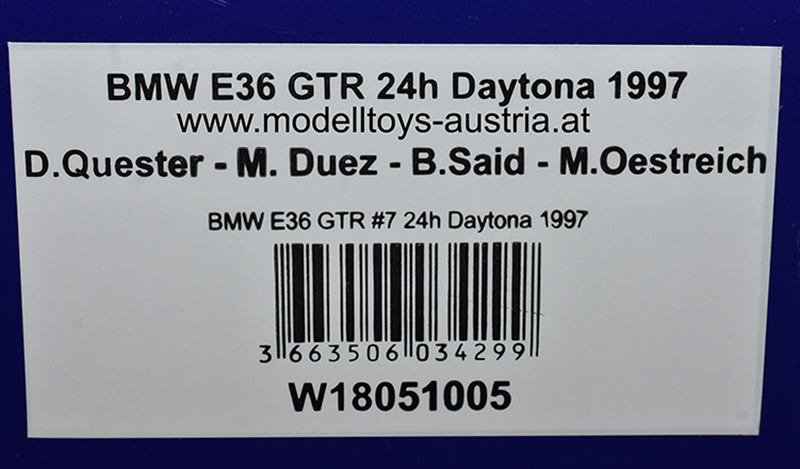 BMW E36 GTR 24h Daytona 1997
www.modelltoys-austria.at
D.Quester - M. Duez - B.Said - M.Oestreich
BMW E36 GTR #7 24h Daytona 1997
3 663506 034299
W18051005